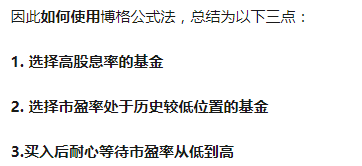 因此如何使用博格公式法，总结为以下三点：
1. 选择高股息率的基金
2. 选择市盈率处于历史较低位置的基金
3.买入后耐心等待市盈率从低到高